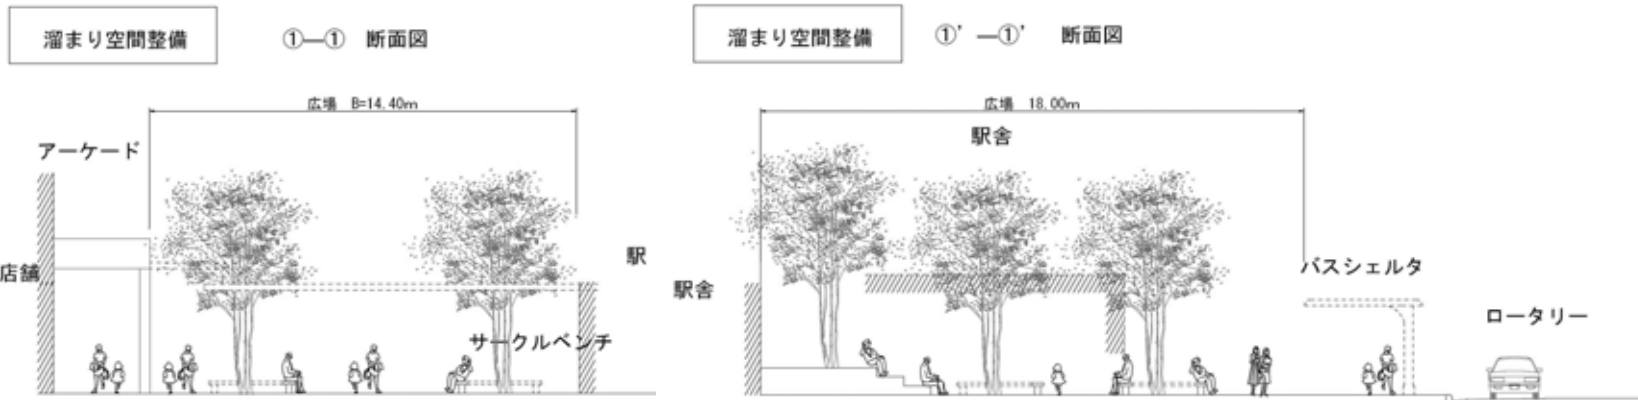 溜まり空間整備
①―① 断面図
広場 B=14.40m
アーケード
店舗
駅
サークルベンチ
溜まり空間整備
①’ ―①’ 断面図
広場 18.00m
駅舎
駅舎
バスシェルタ
ロータリー